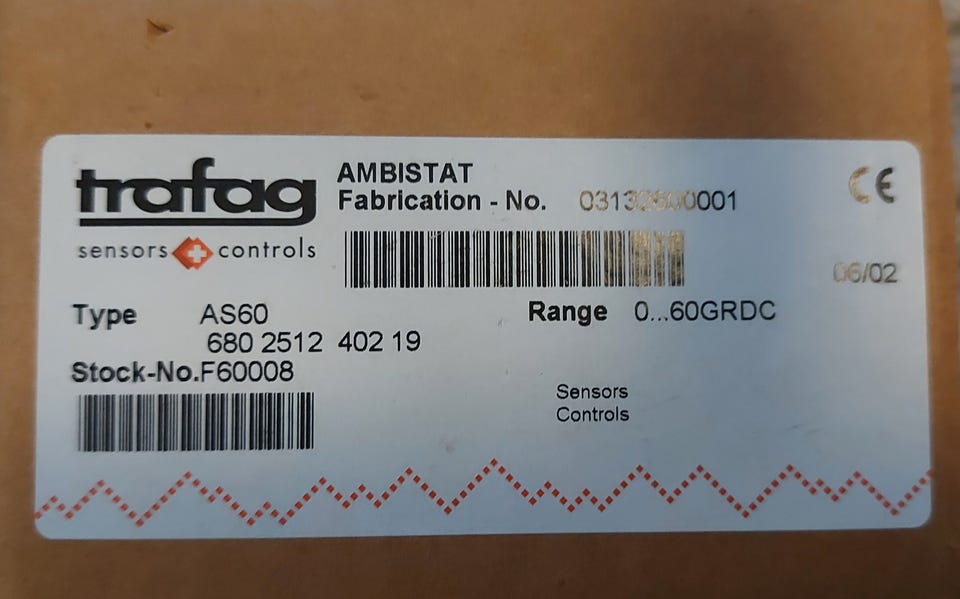 trafag
sensors controls
AMBISTAT
Fabrication - No.
CE
06/02
Type AS60
680 2512 402 19
Range 0...60GRDC
Stock-No.F60008
Sensors
Controls